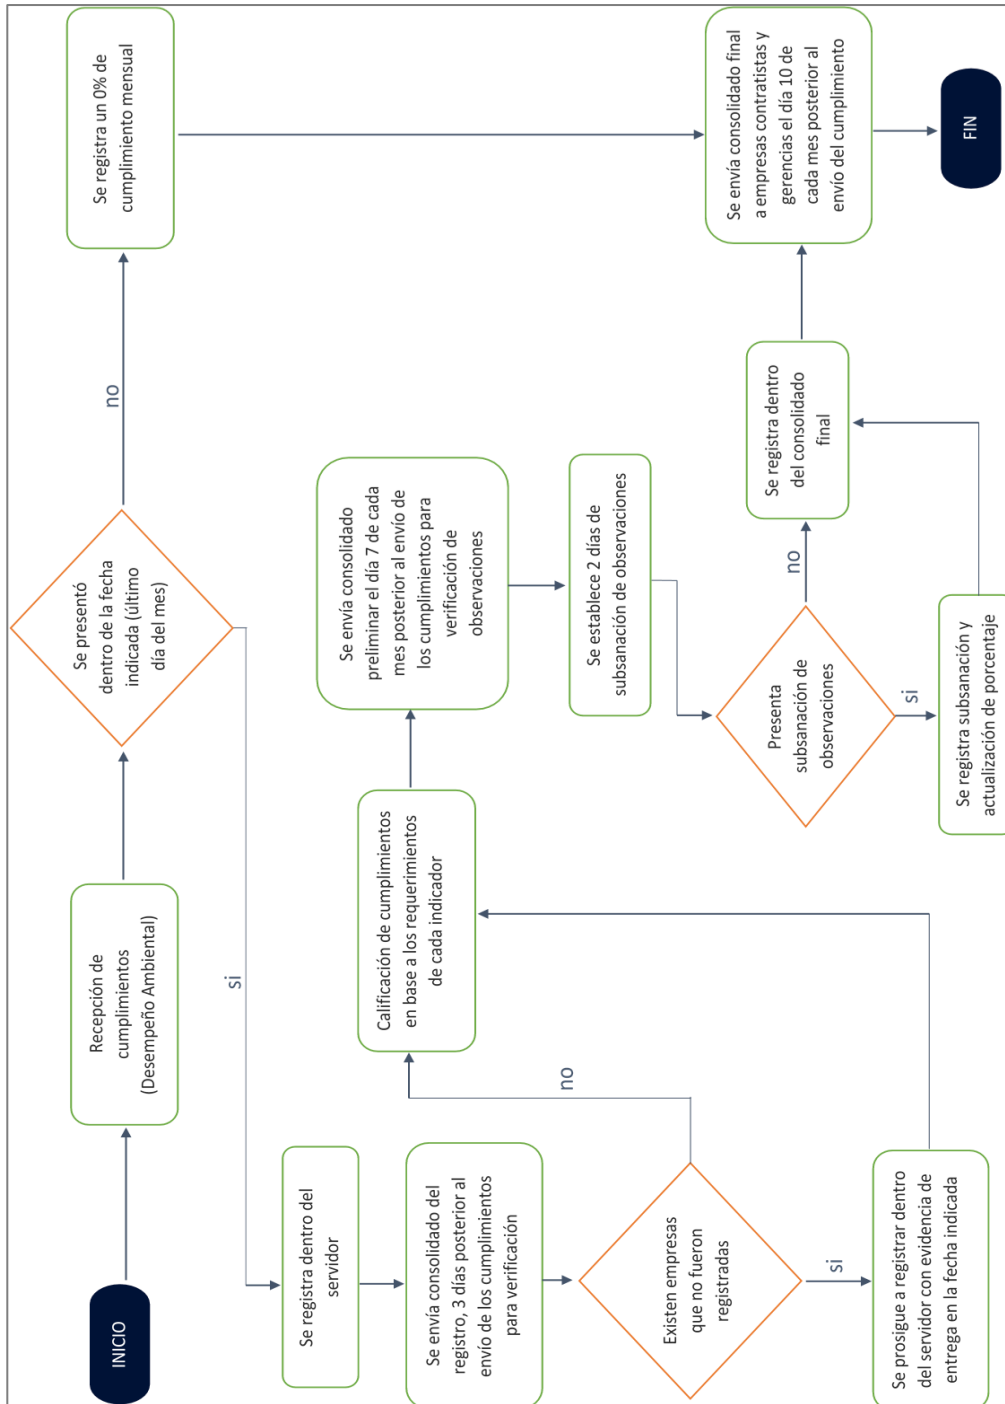 INICIO
Recepción de
cumplimientos
(Desempeño Ambiental)
Se presentó
dentro de la fecha
indicada (último
día del mes)
no
Se registra un 0% de
cumplimiento mensual
si
Se registra dentro del
servidor
Se envía consolidado del
registro, 3 días posterior al
envío de los cumplimientos
para verificación
Existen empresas
que no fueron
registradas
no
si
Se prosigue a registrar dentro
del servidor con evidencia de
entrega en la fecha indicada
Calificación de cumplimientos
en base a los requerimientos
de cada indicador
Se envía consolidado
preliminar el día 7 de cada
mes posterior al envío de
los cumplimientos para
verificación de
observaciones
Se establece 2 días de
subsanación de observaciones
Presenta
subsanación de
observaciones
no
si
Se registra subsanación y
actualización de porcentaje
Se registra dentro
del consolidado
final
Se envía consolidado final
a empresas contratistas y
gerencias el día 10 de
cada mes posterior al
envío del cumplimiento
FIN